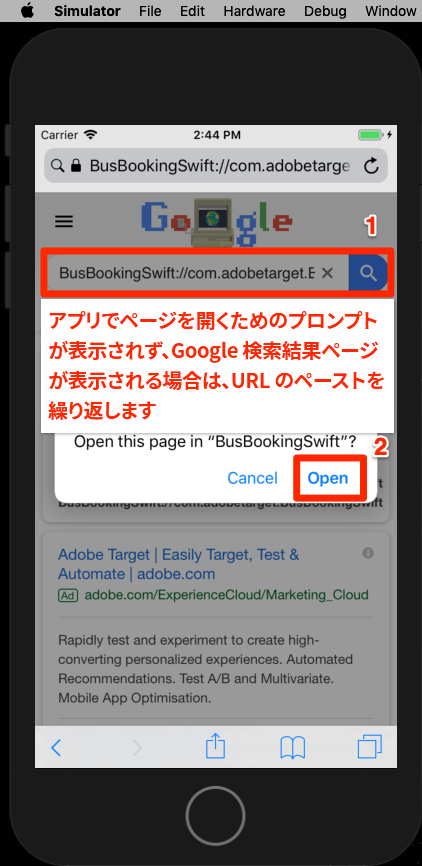 Simulator File Edit Hardware Debug Window
Carrier 2:44 PM
BusBookingSwift://com.adobetarge
Google
1
BusBookingSwift://com.adobetarget.B
アプリでページを開くためのプロンプト
が表示されず、Google 検索結果ページ
が表示される場合は、URL のペーストを
繰り返します
Open this page in “BusBookingSwift”?
2
Cancel Open
BusBookingSwift://com.adobetarget.BusBookingSwift
Adobe Target | Easily Target, Test &
Automate | adobe.com
Ad adobe.com/ExperienceCloud/Marketing_Cloud
Rapidly test and experiment to create high-
converting personalized experiences. Automated
Recommendations. Test A/B and Multivariate.
Mobile App Optimisation.